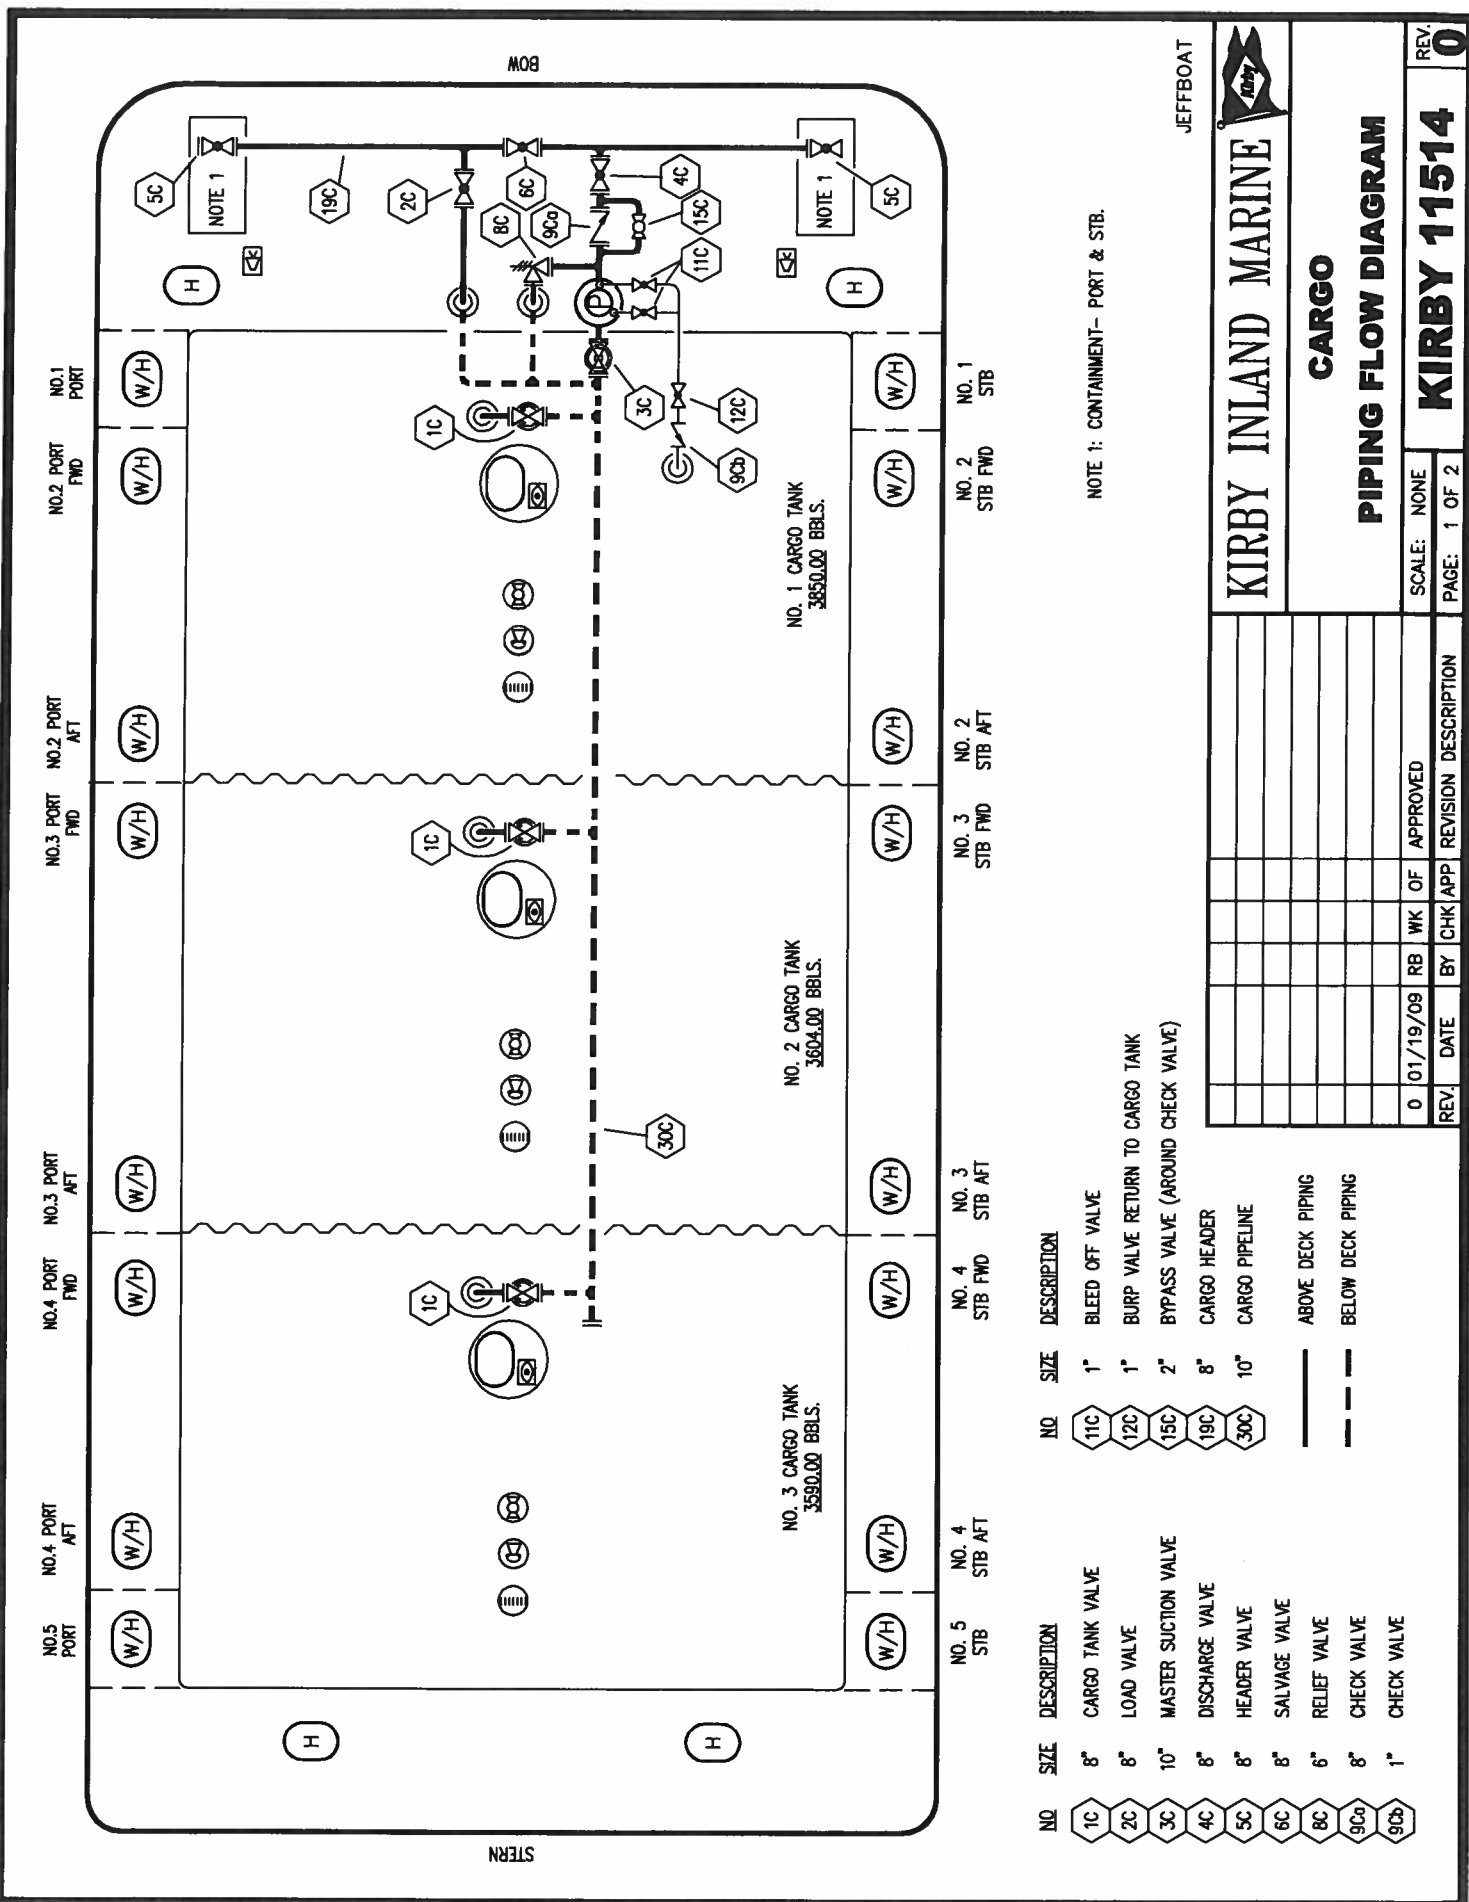 NO.5
PORT
NO.4 PORT
AFT
NO.4 PORT
FWD
NO.3 PORT
AFT
NO.3 PORT
FWD
NO.2 PORT
AFT
NO.2 PORT
FWD
NO.1
PORT
W/H
W/H
W/H
W/H
W/H
W/H
W/H
W/H
STERN
BOW
H
H
H
H
5C
NOTE 1
19C
2C
6C
8C
9Ca
4C
15C
11C
P
5C
NOTE 1
1C
1C
1C
3C
12C
9Cb
30C
NO. 3 CARGO TANK
3590.00 BBLS.
NO. 2 CARGO TANK
3604.00 BBLS.
NO. 1 CARGO TANK
3850.00 BBLS.
W/H
W/H
W/H
W/H
W/H
W/H
W/H
W/H
NO. 5
STB
NO. 4
STB AFT
NO. 4
STB FWD
NO. 3
STB AFT
NO. 3
STB FWD
NO. 2
STB AFT
NO. 2
STB FWD
NO. 1
STB
NO SIZE DESCRIPTION
1C 8" CARGO TANK VALVE
2C 8" LOAD VALVE
3C 10" MASTER SUCTION VALVE
4C 8" DISCHARGE VALVE
5C 8" HEADER VALVE
6C 8" SALVAGE VALVE
8C 6" RELIEF VALVE
9Ca 8" CHECK VALVE
9Cb 1" CHECK VALVE
NO SIZE DESCRIPTION
11C 1" BLEED OFF VALVE
12C 1" BURP VALVE RETURN TO CARGO TANK
15C 2" BYPASS VALVE (AROUND CHECK VALVE)
19C 8" CARGO HEADER
30C 10" CARGO PIPELINE
ABOVE DECK PIPING
BELOW DECK PIPING
NOTE 1: CONTAINMENT- PORT & STB.
JEFFBOAT
KIRBY INLAND MARINE
Kirby
CARGO
PIPING FLOW DIAGRAM
0 01/19/09 RB WK OF APPROVED
REV. DATE BY CHK APP REVISION DESCRIPTION
SCALE: NONE
PAGE: 1 OF 2
KIRBY 11514
REV.
0